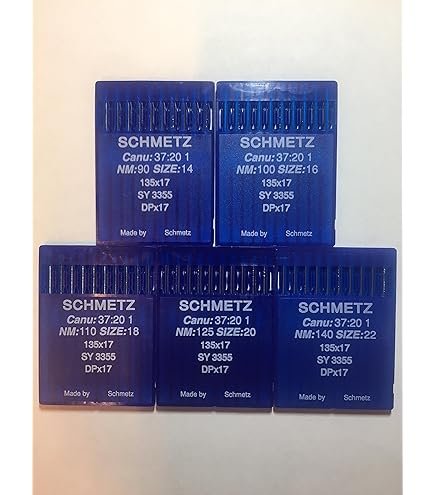 SCHMETZ
Canu: 37:20 1
NM:90 SIZE:14
135x17
SY 3355
DPx17
Made by Schmetz
SCHMETZ
Canu: 37:20 1
NM:100 SIZE:16
135x17
SY 3355
DPx17
Made by Schmetz
SCHMETZ
Canu: 37:20 1
NM:110 SIZE:18
135x17
SY 3355
DPx17
Made by Schmetz
SCHMETZ
Canu: 37:20 1
NM:125 SIZE:20
135x17
SY 3355
DPx17
Made by Schmetz
SCHMETZ
Canu: 37:20 1
NM:140 SIZE:22
135x17
SY 3355
DPx17
Made by Schmetz